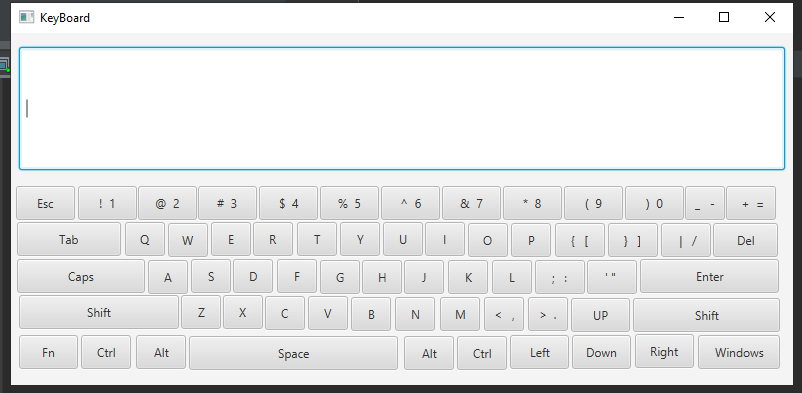 KeyBoard
Esc ! 1 @ 2 # 3 $ 4 % 5 ^ 6 & 7 * 8 ( 9 ) 0 _ - + =
Tab Q W E R T Y U I O P { [ } ] | / Del
Caps A S D F G H J K L ; : ' " Enter
Shift Z X C V B N M < , > . UP Shift
Fn Ctrl Alt Space Alt Ctrl Left Down Right Windows